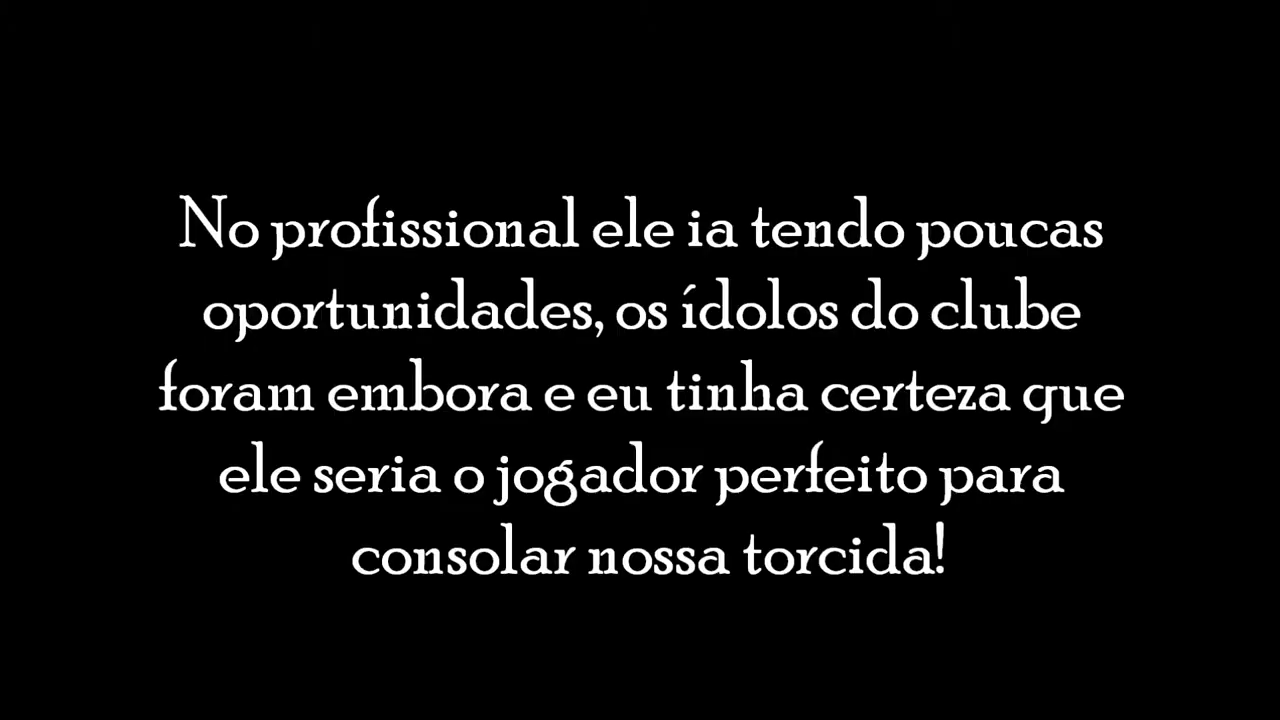 No profissional ele ia tendo poucas
oportunidades, os ídolos do clube
foram embora e eu tinha certeza que
ele seria o jogador perfeito para
consolar nossa torcida!